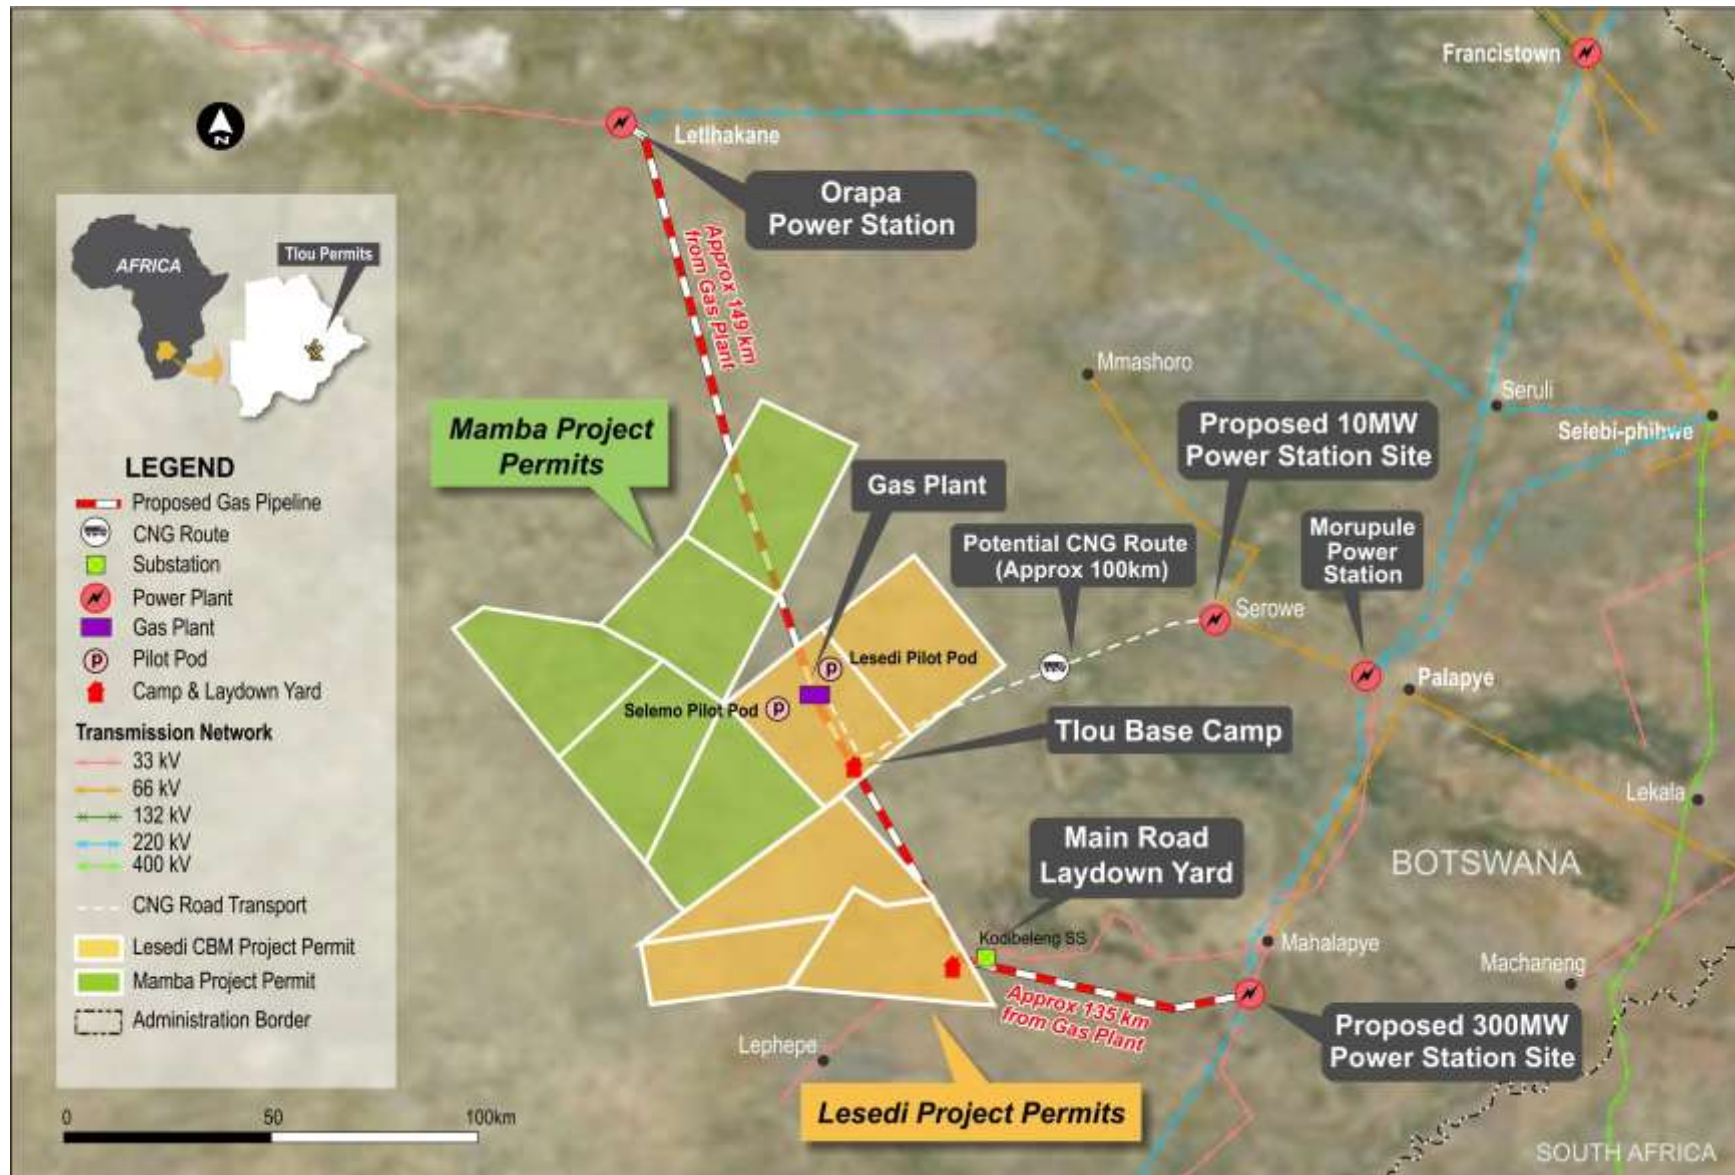 Francistown
Letlhakane
Orapa
Power Station
Approx 149 km
from Gas Plant
AFRICA
Tlou Permits
Mmashoro
Seruli
Selebi-phihwe
Mamba Project
Permits
Proposed 10MW
Power Station Site
Gas Plant
Potential CNG Route
(Approx 100km)
Morupule
Power
Station
Serowe
LEGEND
Proposed Gas Pipeline
CNG Route
Substation
Power Plant
Gas Plant
P
Pilot Pod
Camp & Laydown Yard
Transmission Network
33 kV
66 kV
132 kV
220 kV
400 kV
CNG Road Transport
Lesedi CBM Project Permit
Mamba Project Permit
Administration Border
P
Lesedi Pilot Pod
Selemo Pilot Pod
P
Palapye
Tlou Base Camp
Lekala
Main Road
Laydown Yard
BOTSWANA
Kodibeleng SS
Mahalapye
Machaneng
Approx 135 km
from Gas Plant
Proposed 300MW
Power Station Site
Lephepe
Lesedi Project Permits
0 50 100km
SOUTH AFRICA
N